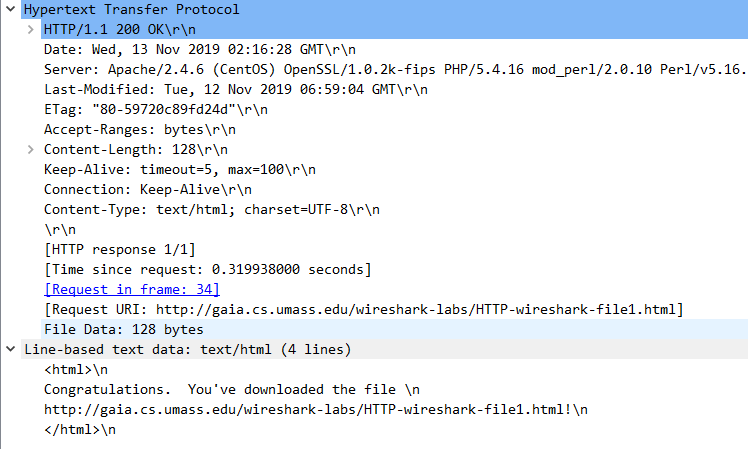 Hypertext Transfer Protocol
HTTP/1.1 200 OK\r\n
Date: Wed, 13 Nov 2019 02:16:28 GMT\r\n
Server: Apache/2.4.6 (CentOS) OpenSSL/1.0.2k-fips PHP/5.4.16 mod_perl/2.0.10 Perl/v5.16.
Last-Modified: Tue, 12 Nov 2019 06:59:04 GMT\r\n
ETag: "80-59720c89fd24d"\r\n
Accept-Ranges: bytes\r\n
Content-Length: 128\r\n
Keep-Alive: timeout=5, max=100\r\n
Connection: Keep-Alive\r\n
Content-Type: text/html; charset=UTF-8\r\n
\r\n
[HTTP response 1/1]
[Time since request: 0.319938000 seconds]
[Request in frame: 34]
[Request URI: http://gaia.cs.umass.edu/wireshark-labs/HTTP-wireshark-file1.html]
File Data: 128 bytes
Line-based text data: text/html (4 lines)
<html>\n
Congratulations.  You've downloaded the file \n
http://gaia.cs.umass.edu/wireshark-labs/HTTP-wireshark-file1.html!\n
</html>\n